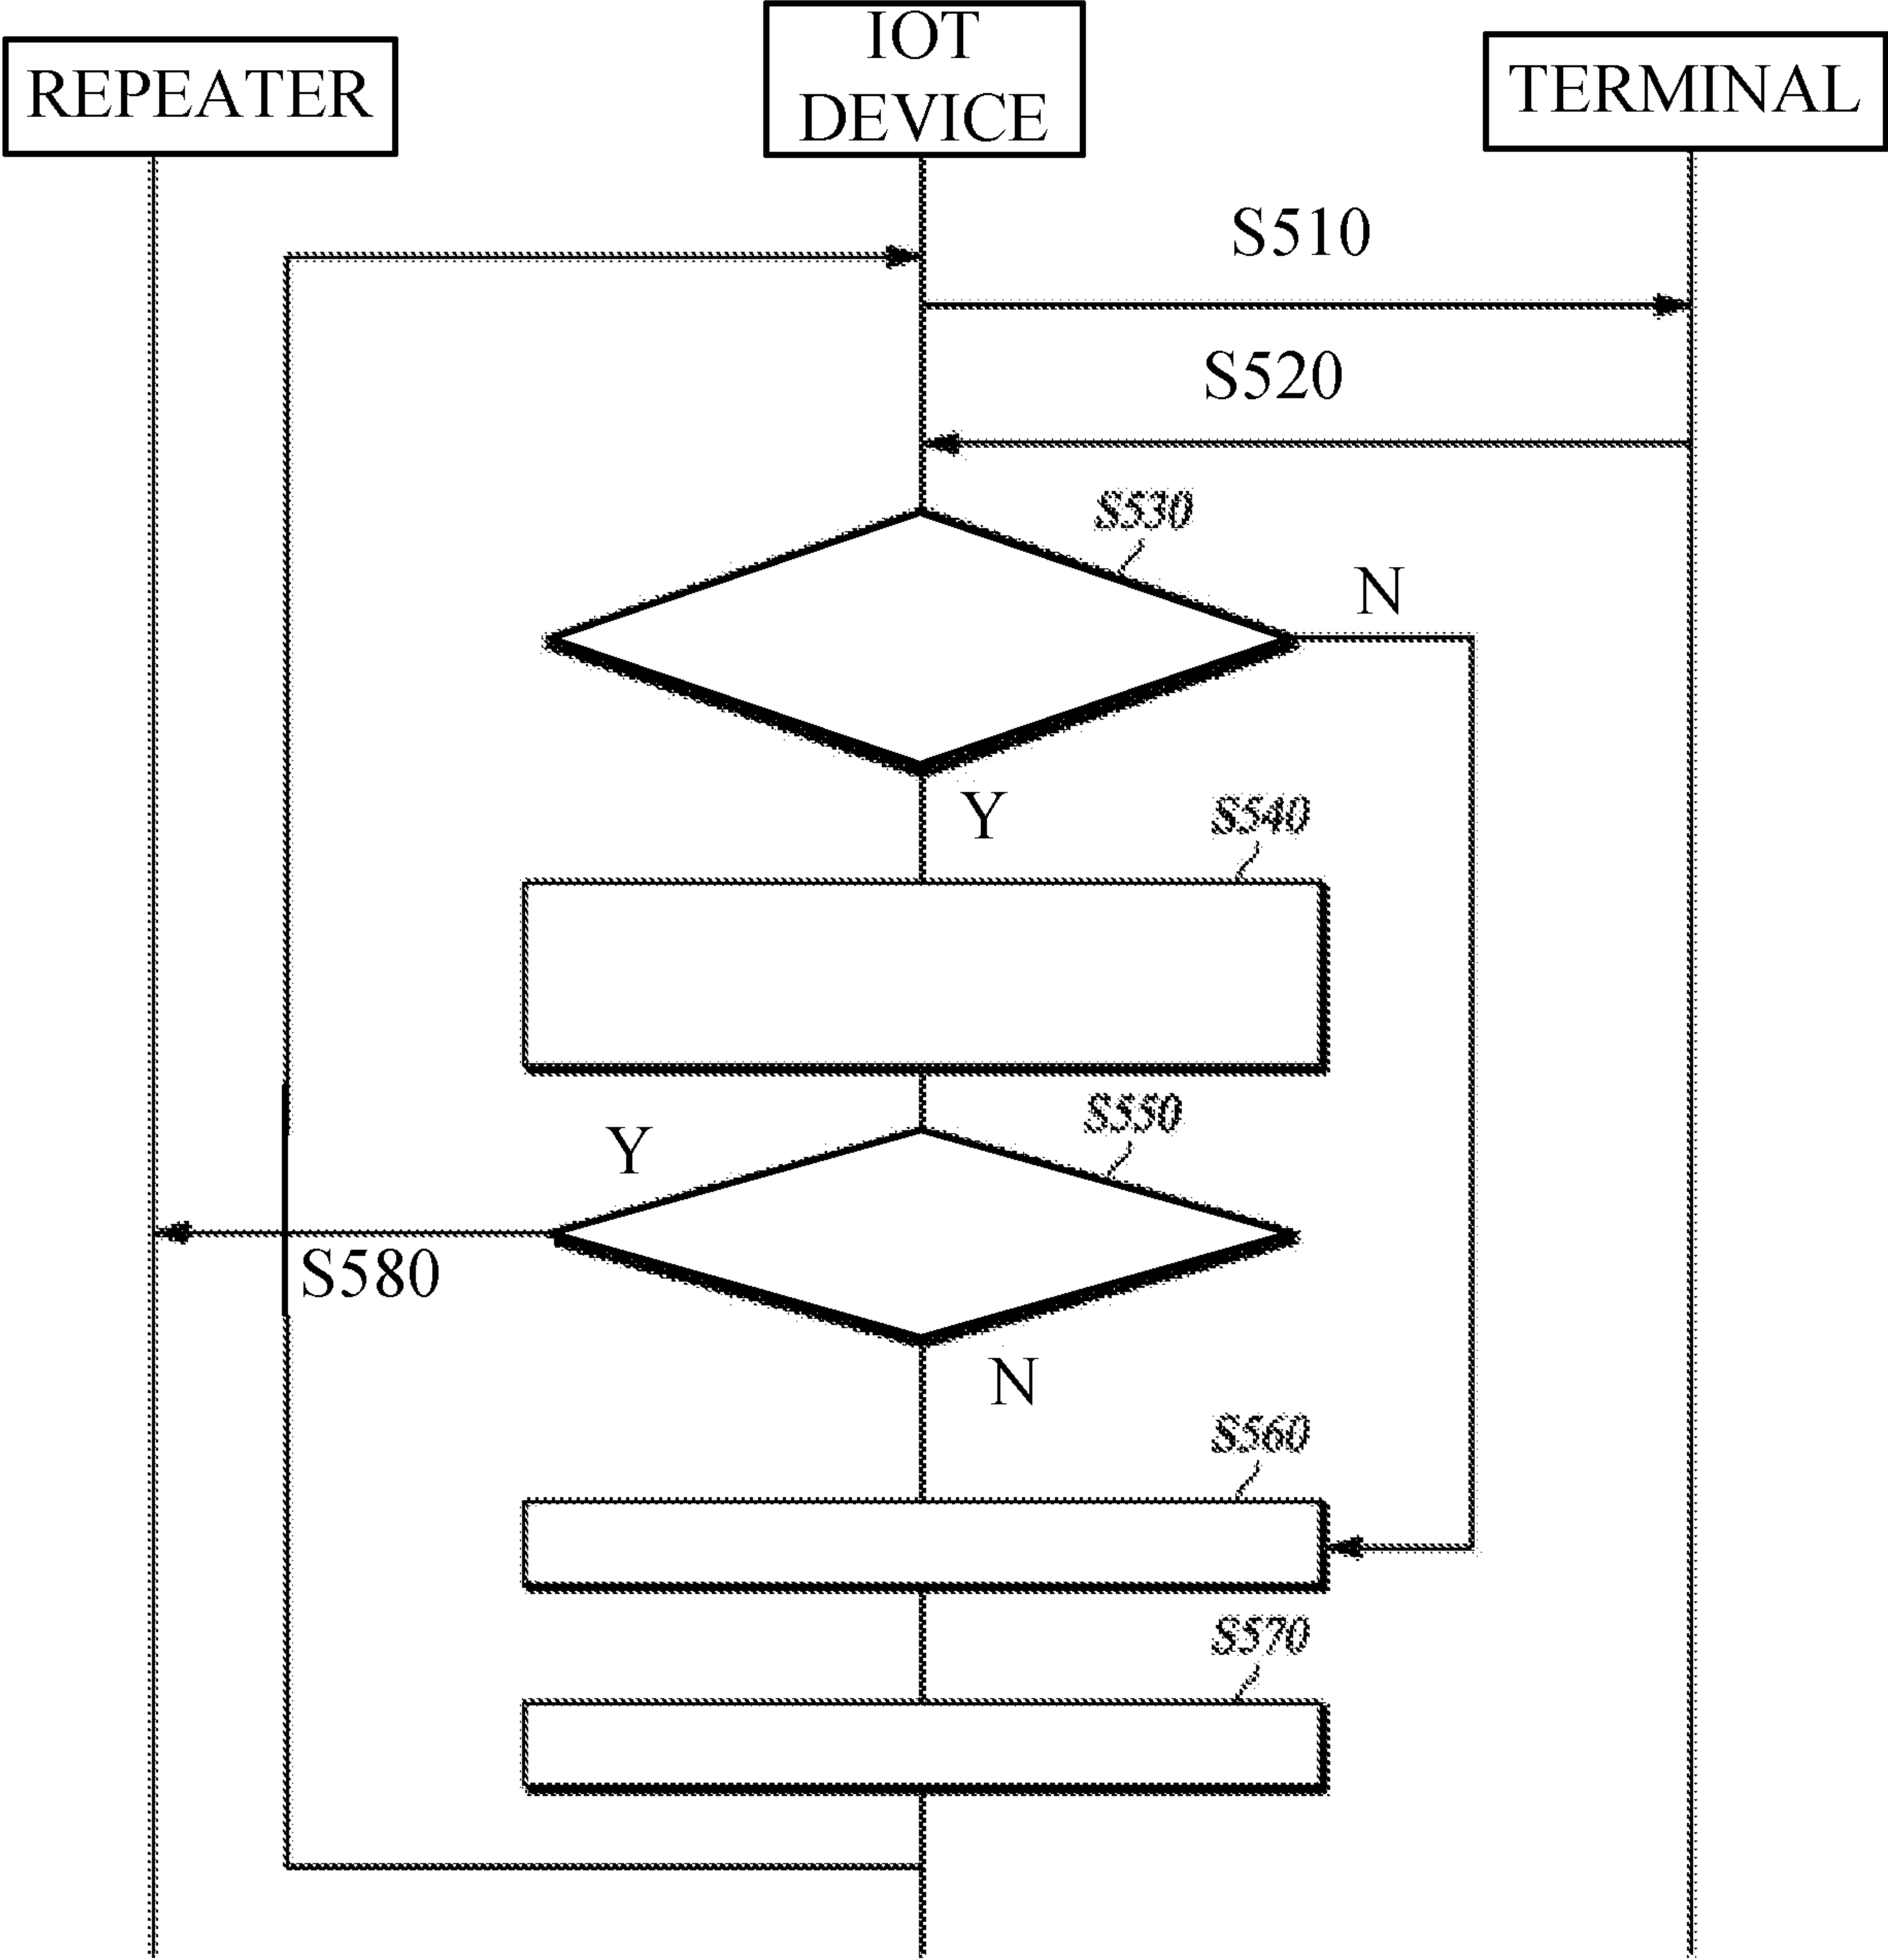 REPEATER
IOT
DEVICE
TERMINAL
S510
S520
S530
N
Y
S540
S550
Y
S580
N
S560
S570